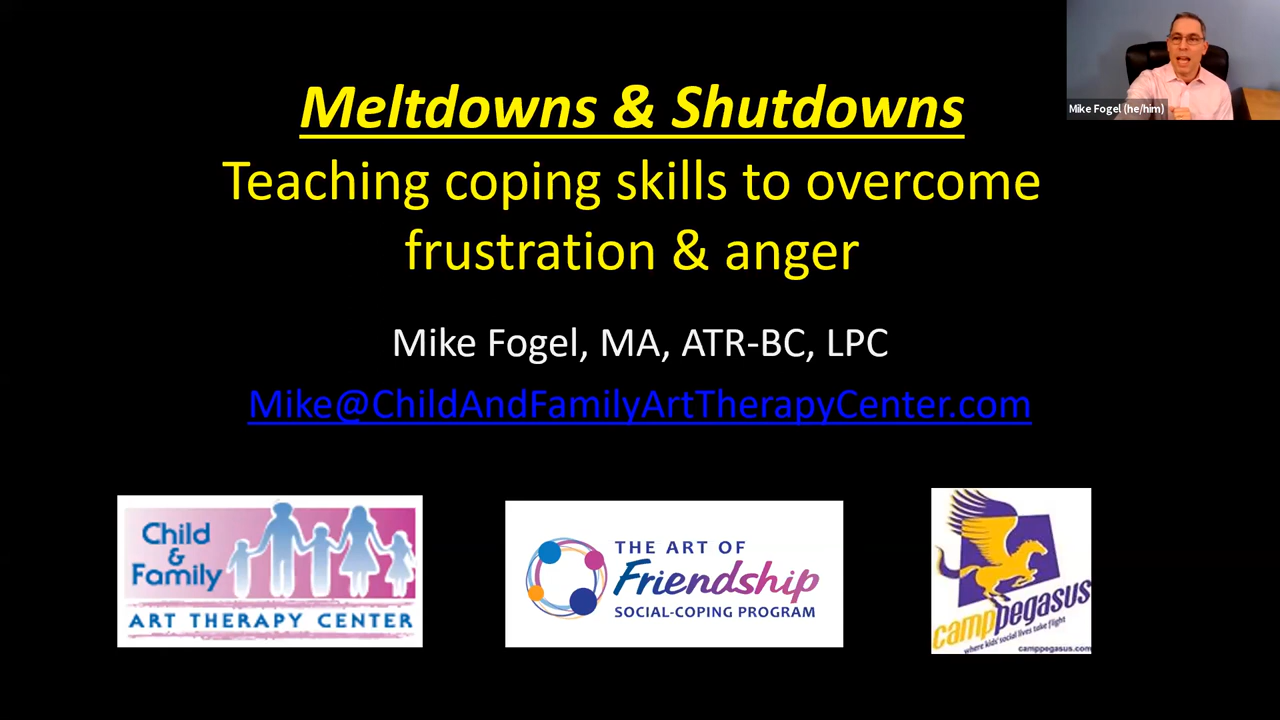 Mike Fogel (he/him)
Meltdowns & Shutdowns
Teaching coping skills to overcome
frustration & anger
Mike Fogel, MA, ATR-BC, LPC
Mike@ChildAndFamilyArtTherapyCenter.com
Child
&
Family
ART THERAPY CENTER
THE ART OF
Friendship
SOCIAL-COPING PROGRAM
camppegasus
where kids' social lives take flight
camppegasus.com